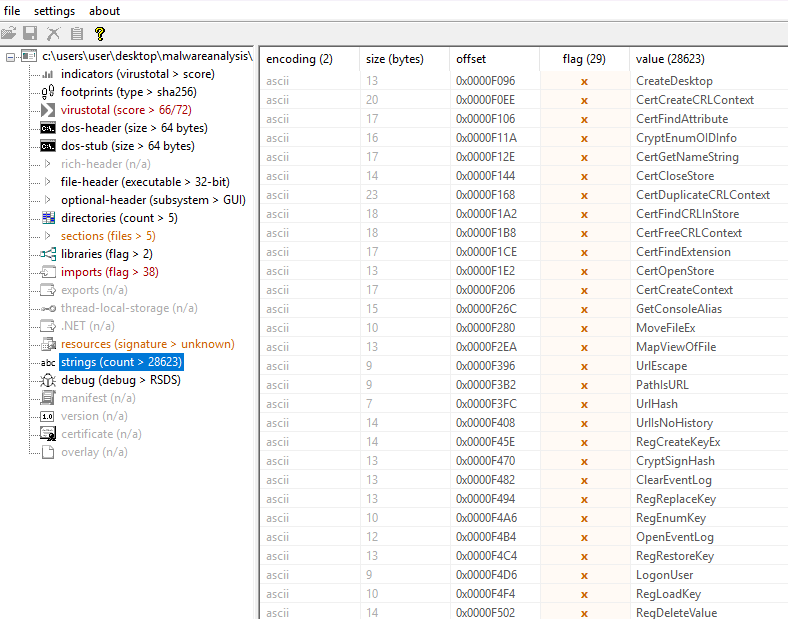 file settings about
c:\users\user\desktop\malwareanalysis\
indicators (virustotal > score)
footprints (type > sha256)
virustotal (score > 66/72)
dos-header (size > 64 bytes)
dos-stub (size > 64 bytes)
rich-header (n/a)
file-header (executable > 32-bit)
optional-header (subsystem > GUI)
directories (count > 5)
sections (files > 5)
libraries (flag > 2)
imports (flag > 38)
exports (n/a)
thread-local-storage (n/a)
.NET (n/a)
resources (signature > unknown)
abc strings (count > 28623)
debug (debug > RSDS)
manifest (n/a)
1.0 version (n/a)
certificate (n/a)
overlay (n/a)
encoding (2) size (bytes) offset flag (29) value (28623)
ascii 13 0x0000F096 x CreateDesktop
ascii 20 0x0000F0EE x CertCreateCRLContext
ascii 17 0x0000F106 x CertFindAttribute
ascii 16 0x0000F11A x CryptEnumOIDInfo
ascii 17 0x0000F12E x CertGetNameString
ascii 14 0x0000F144 x CertCloseStore
ascii 23 0x0000F168 x CertDuplicateCRLContext
ascii 18 0x0000F1A2 x CertFindCRLInStore
ascii 18 0x0000F1B8 x CertFreeCRLContext
ascii 17 0x0000F1CE x CertFindExtension
ascii 13 0x0000F1E2 x CertOpenStore
ascii 17 0x0000F206 x CertCreateContext
ascii 15 0x0000F26C x GetConsoleAlias
ascii 10 0x0000F280 x MoveFileEx
ascii 13 0x0000F2EA x MapViewOfFile
ascii 9 0x0000F396 x UrlEscape
ascii 9 0x0000F3B2 x PathIsURL
ascii 7 0x0000F3FC x UrlHash
ascii 14 0x0000F408 x UrlIsNoHistory
ascii 14 0x0000F45E x RegCreateKeyEx
ascii 13 0x0000F470 x CryptSignHash
ascii 13 0x0000F482 x ClearEventLog
ascii 13 0x0000F494 x RegReplaceKey
ascii 10 0x0000F4A6 x RegEnumKey
ascii 12 0x0000F4B4 x OpenEventLog
ascii 13 0x0000F4C4 x RegRestoreKey
ascii 9 0x0000F4D6 x LogonUser
ascii 10 0x0000F4F4 x RegLoadKey
ascii 14 0x0000F502 x RegDeleteValue